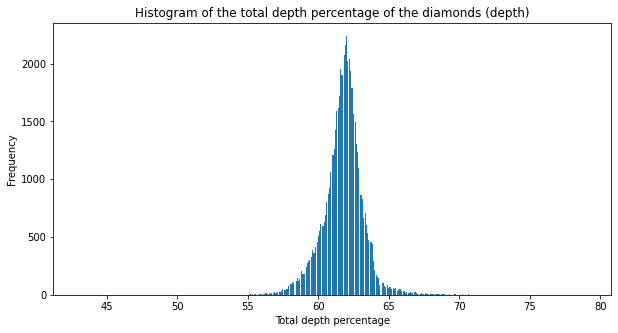 Histogram of the total depth percentage of the diamonds (depth)
Frequency
2000
1500
1000
500
0
45 50 55 60 65 70 75 80
Total depth percentage